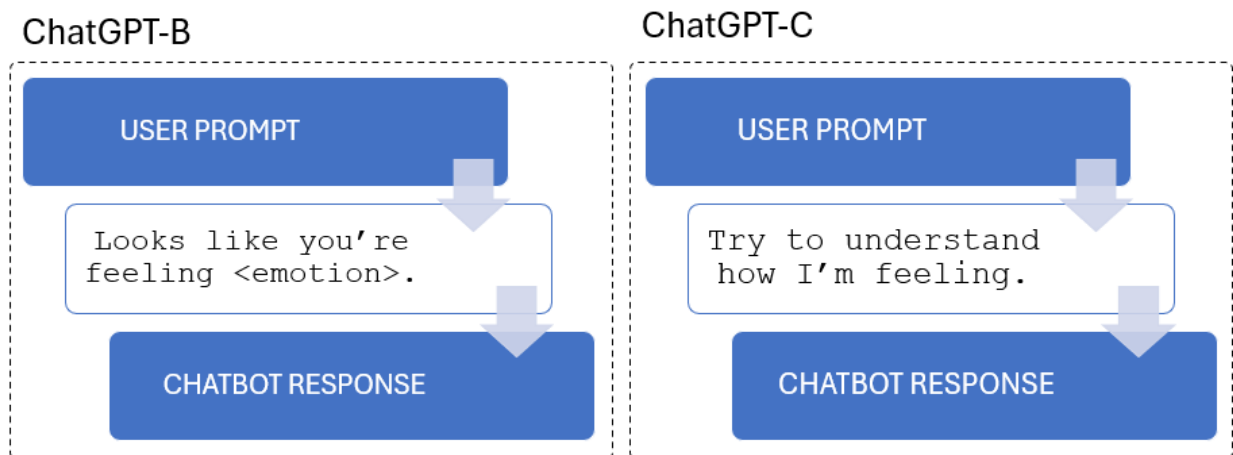 ChatGPT-B
USER PROMPT
Looks like you’re
feeling <emotion>.
CHATBOT RESPONSE
ChatGPT-C
USER PROMPT
Try to understand
how I’m feeling.
CHATBOT RESPONSE